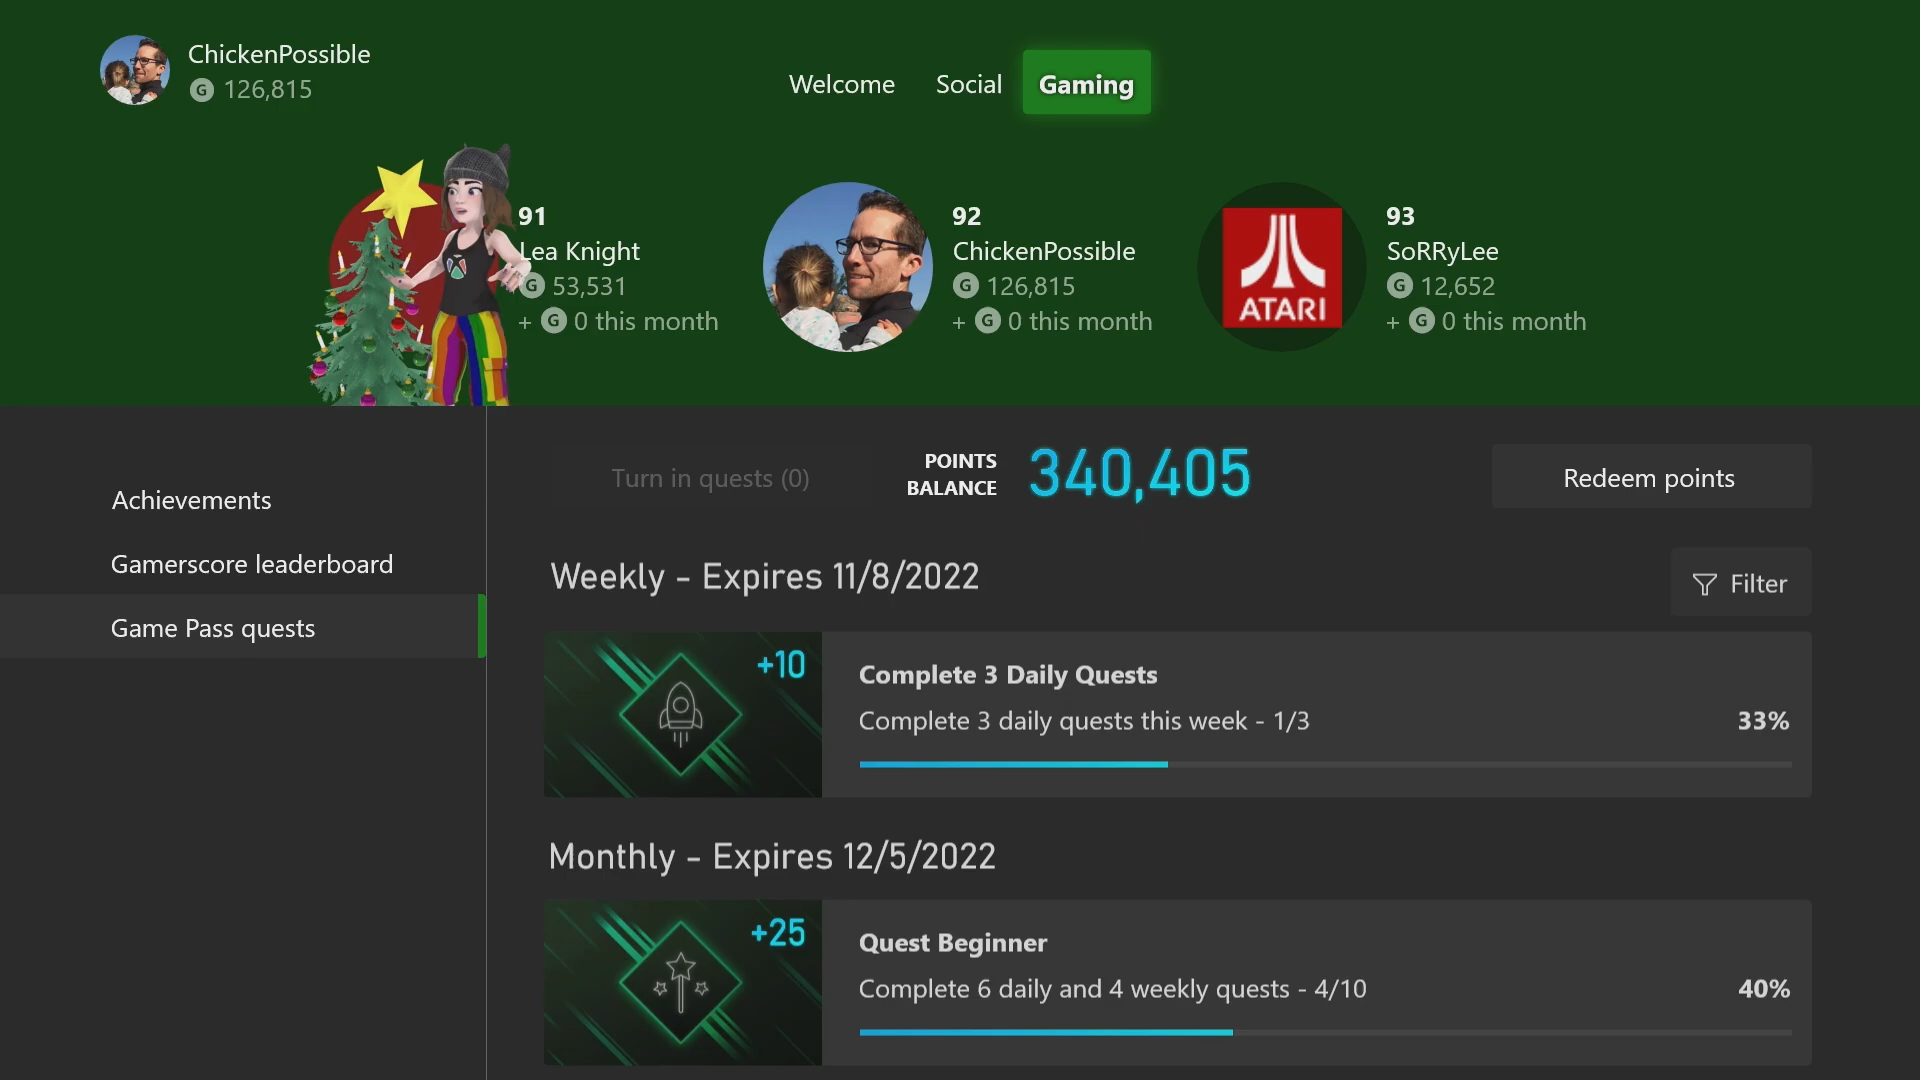 ChickenPossible
G 126,815
Welcome
Social
Gaming
91
Lea Knight
G 53,531
+ G 0 this month
92
ChickenPossible
G 126,815
+ G 0 this month
ATARI
93
SoRRyLee
G 12,652
+ G 0 this month
Achievements
Gamerscore leaderboard
Game Pass quests
Turn in quests (0)
POINTS
BALANCE
340,405
Redeem points
Weekly - Expires 11/8/2022
Filter
+10
Complete 3 Daily Quests
Complete 3 daily quests this week - 1/3
33%
Monthly - Expires 12/5/2022
+25
Quest Beginner
Complete 6 daily and 4 weekly quests - 4/10
40%